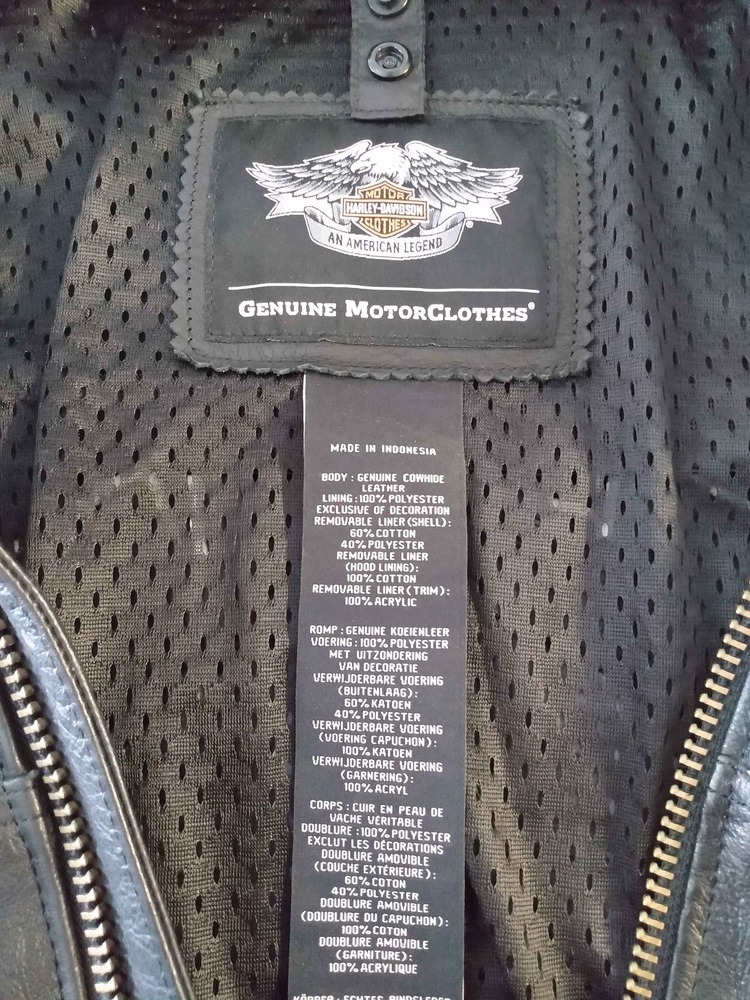 MOTOR
HARLEY-DAVIDSON
CLOTHES
®
AN AMERICAN LEGEND
GENUINE MOTORCLOTHES®
MADE IN INDONESIA
BODY : GENUINE COWHIDE
LEATHER
LINING : 100% POLYESTER
EXCLUSIVE OF DECORATION
REMOVABLE LINER (SHELL) :
60% COTTON
40% POLYESTER
REMOVABLE LINER
(HOOD LINING) :
100% COTTON
REMOVABLE LINER (TRIM) :
100% ACRYLIC
ROMP : GENUINE KOEIENLEER
VOERING : 100% POLYESTER
MET UITZONDERING
VAN DECORATIE
VERWIJDERBARE VOERING
(BUITENLAAG) :
60% KATOEN
40% POLYESTER
VERWIJDERBARE VOERING
(VOERING CAPUCHON) :
100% KATOEN
VERWIJDERBARE VOERING
(GARNERING) :
100% ACRYL
CORPS : CUIR EN PEAU DE
VACHE VÉRITABLE
DOUBLURE : 100% POLYESTER
EXCLUT LES DÉCORATIONS
DOUBLURE AMOVIBLE
(COUCHE EXTÉRIEURE) :
60% COTON
40% POLYESTER
DOUBLURE AMOVIBLE
(DOUBLURE DU CAPUCHON) :
100% COTON
DOUBLURE AMOVIBLE
(GARNITURE) :
100% ACRYLIQUE
KÖRPER : ECHTES RINDSLEDER